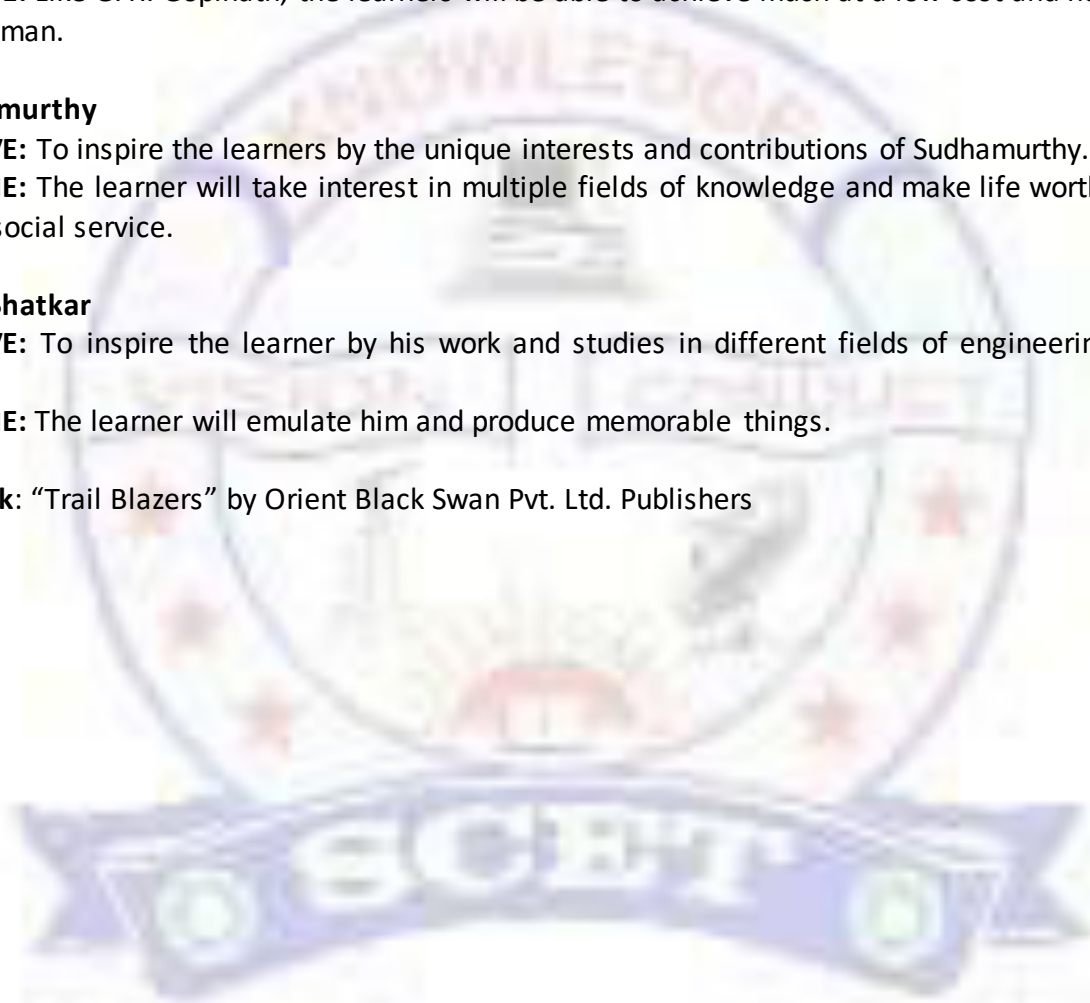 man.
murthy
VE: To inspire the learners by the unique interests and contributions of Sudhamurthy.
E: The learner will take interest in multiple fields of knowledge and make life wort
social service.
hatkar
VE: To inspire the learner by his work and studies in different fields of engineerin
E: The learner will emulate him and produce memorable things.
k: “Trail Blazers” by Orient Black Swan Pvt. Ltd. Publishers
KNOWLEDGE
SCET